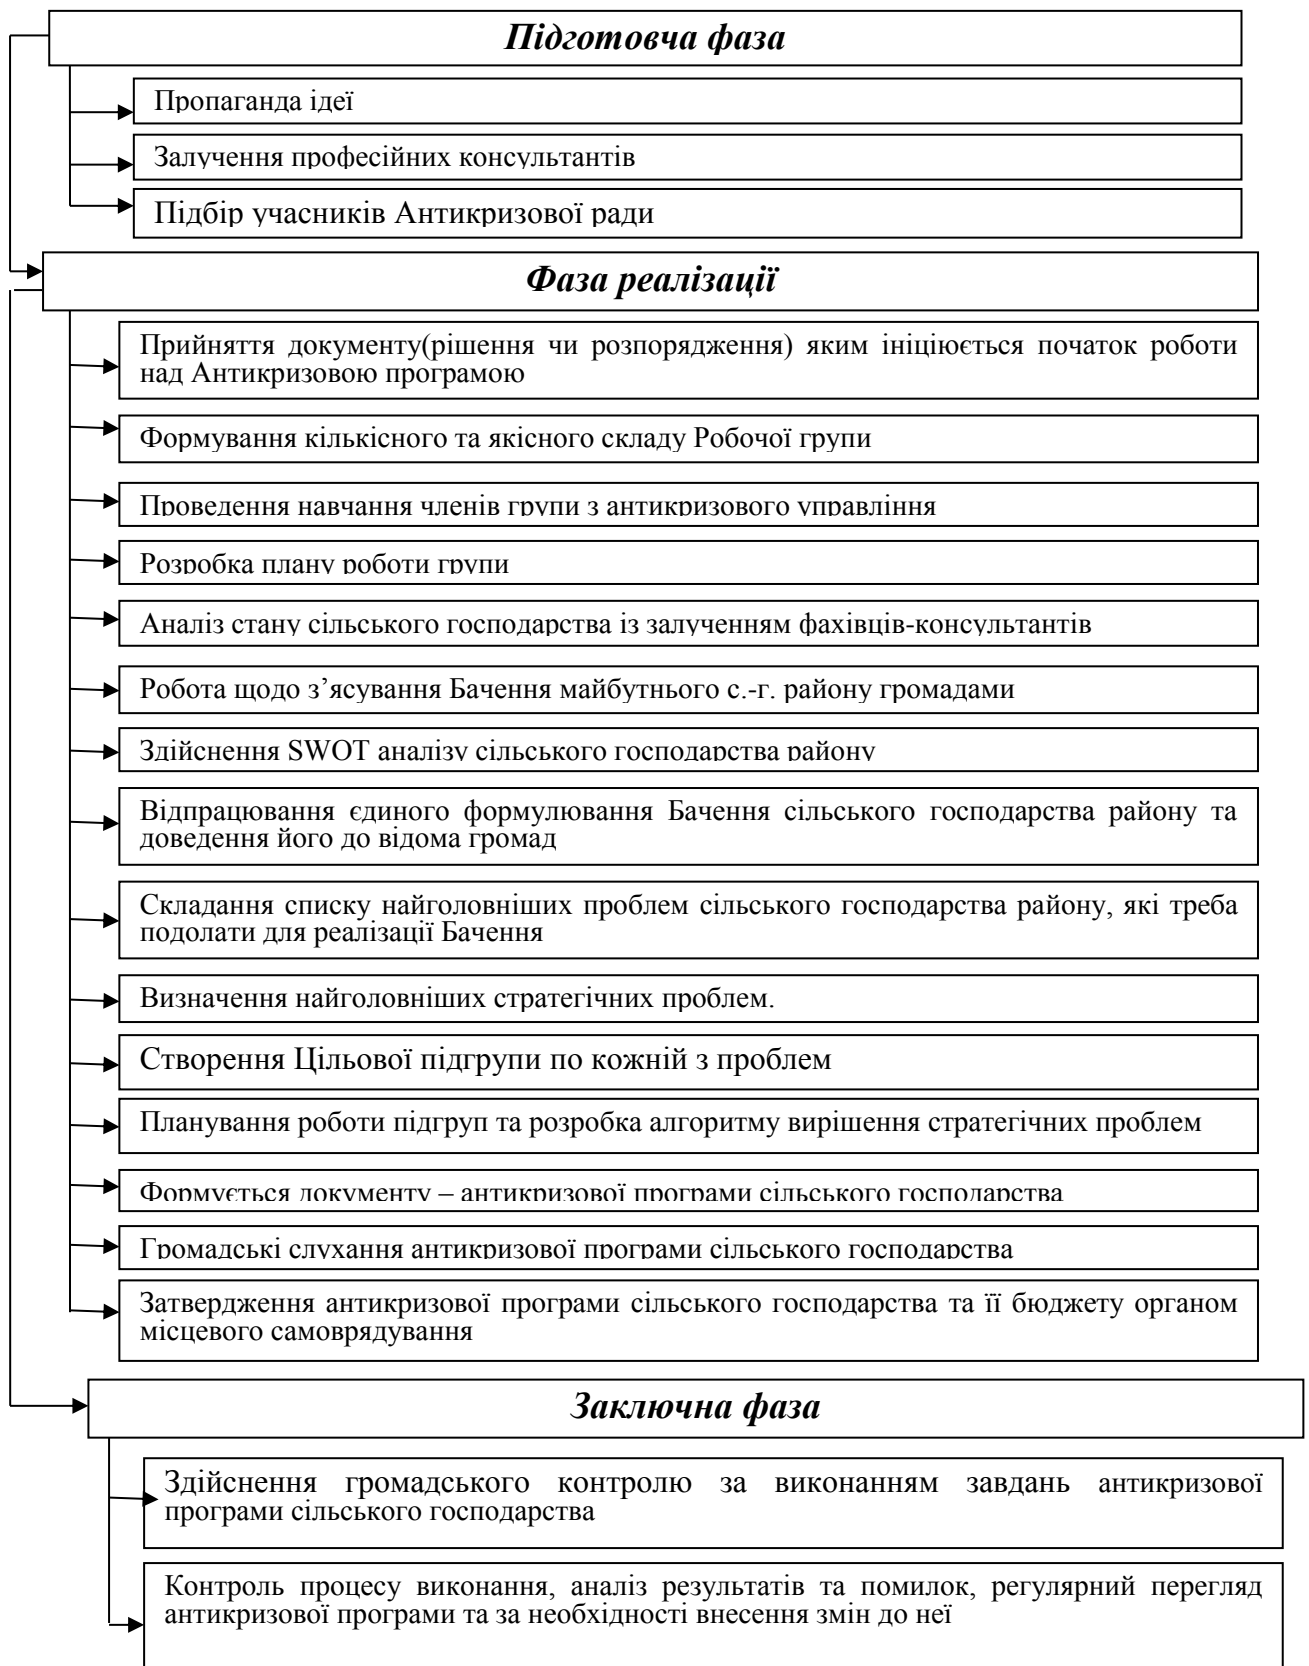 Підготовча фаза
Пропаганда ідеї
Залучення професійних консультантів
Підбір учасників Антикризової ради
Фаза реалізації
Прийняття документу(рішення чи розпорядження) яким ініціюється початок роботи
над Антикризовою програмою
Формування кількісного та якісного складу Робочої групи
Проведення навчання членів групи з антикризового управління
Розробка плану роботи групи
Аналіз стану сільського господарства із залученням фахівців-консультантів
Робота щодо з’ясування Бачення майбутнього с.-г. району громадами
Здійснення SWOT аналізу сільського господарства району
Відпрацювання єдиного формулювання Бачення сільського господарства району та
доведення його до відома громад
Складання списку найголовніших проблем сільського господарства району, які треба
подолати для реалізації Бачення
Визначення найголовніших стратегічних проблем.
Створення Цільової підгрупи по кожній з проблем
Планування роботи підгруп та розробка алгоритму вирішення стратегічних проблем
Формується документу – антикризової програми сільського господарства
Громадські слухання антикризової програми сільського господарства
Затвердження антикризової програми сільського господарства та її бюджету органом
місцевого самоврядування
Заключна фаза
Здійснення громадського контролю за виконанням завдань антикризової
програми сільського господарства
Контроль процесу виконання, аналіз результатів та помилок, регулярний перегляд
антикризової програми та за необхідності внесення змін до неї